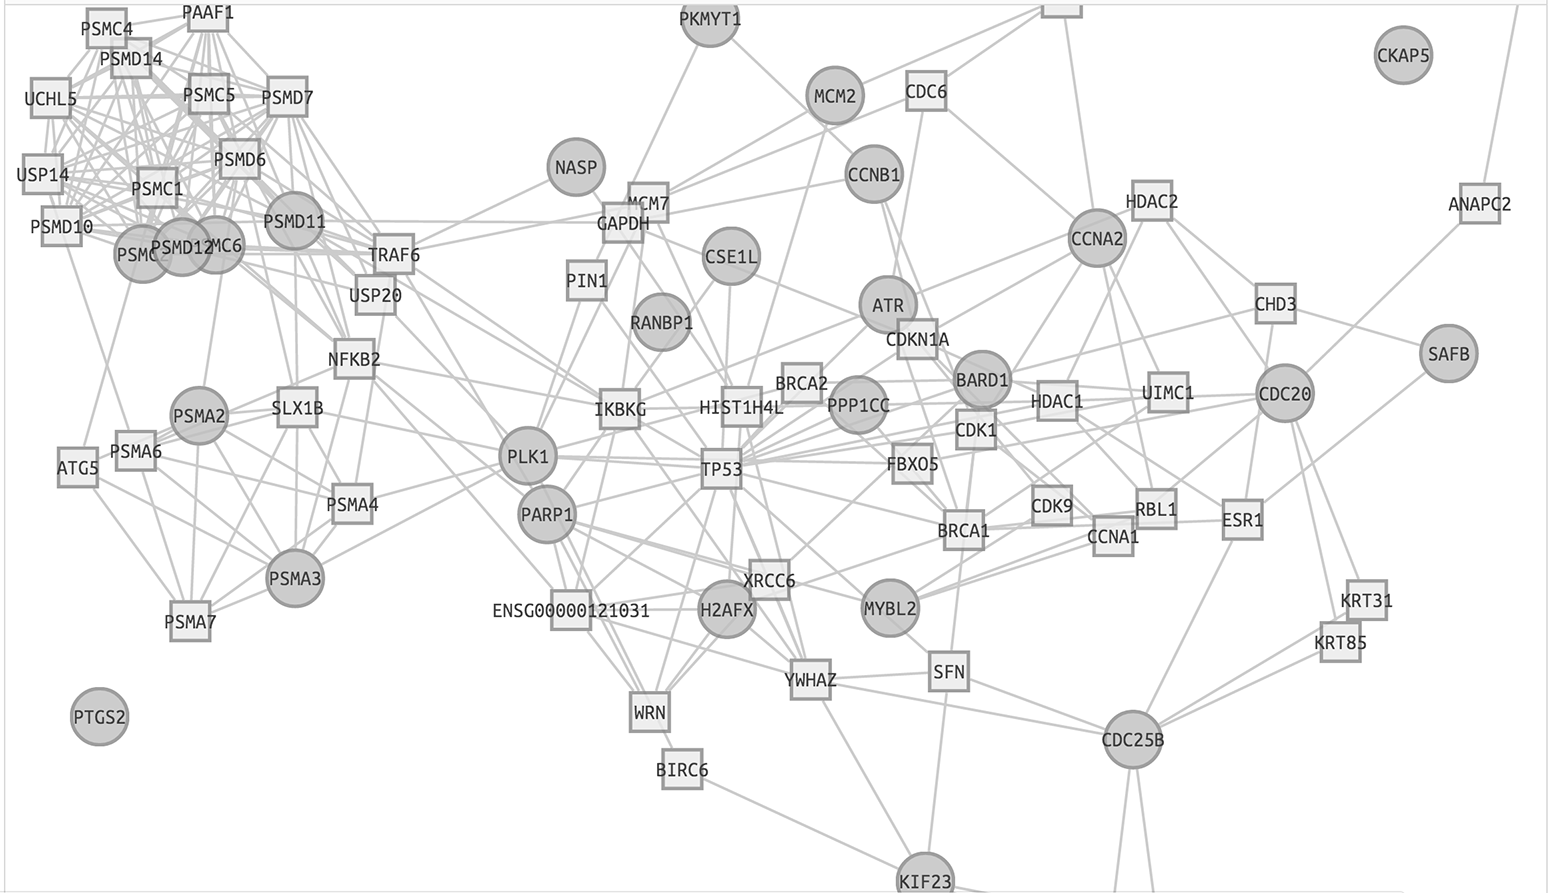 PAAF1
PSMC4
PKMYT1
PSMD14
CKAP5
UCHL5
PSMC5
PSMD7
MCM2
CDC6
PSMD6
NASP
USP14
CCNB1
PSMC1
MCM7
HDAC2
ANAPC2
PSMD10
PSMD11
GAPDH
CCNA2
PSMD12
MC6
TRAF6
CSE1L
PIN1
USP20
ATR
CHD3
RANBP1
CDKN1A
NFKB2
SAFB
BRCA2
BARD1
UIMC1
CDC20
PSMA2
SLX1B
IKBKG
HIST1H4L
PPP1CC
HDAC1
CDK1
PSMA6
PLK1
ATG5
TP53
FBXO5
PSMA4
PARP1
CDK9
RBL1
ESR1
BRCA1
CCNA1
PSMA3
XRCC6
KRT31
ENSG00000121031
H2AFX
MYBL2
PSMA7
KRT85
YWHAZ
SFN
PTGS2
WRN
CDC25B
BIRC6
KIF23